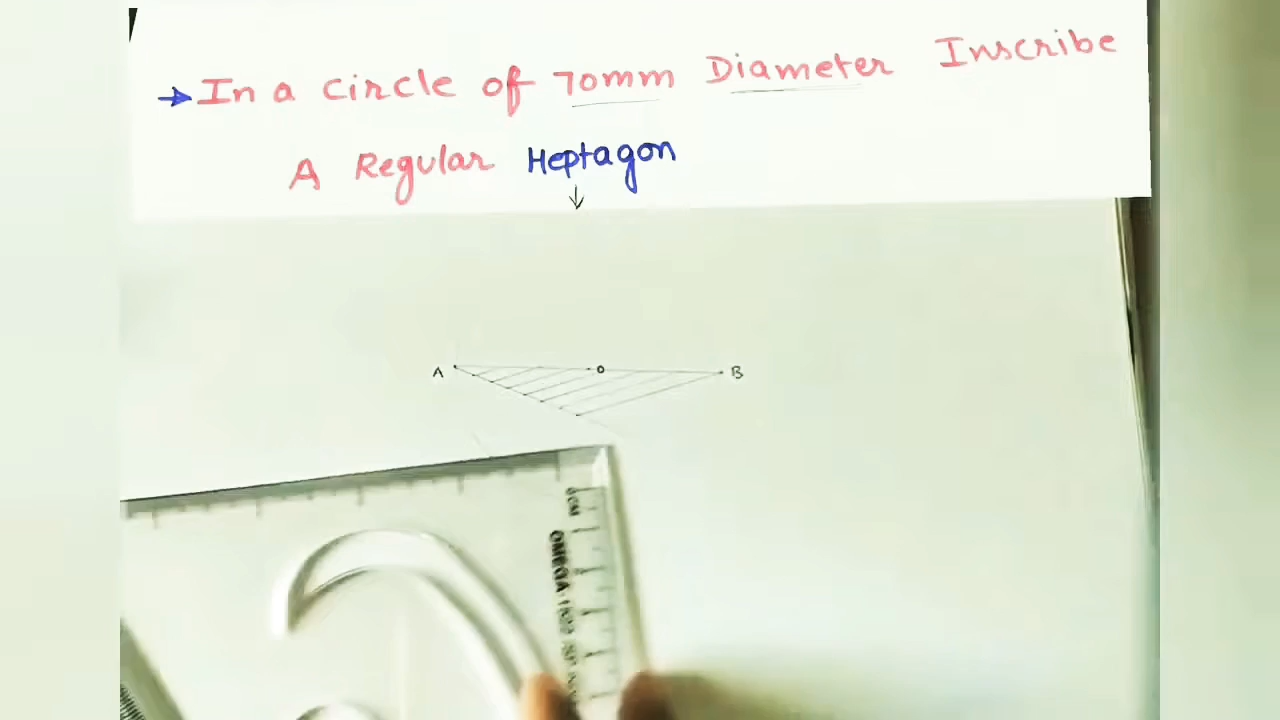 In a circle of 70mm Diameter Inscribe
A Regular Heptagon
A
O
B
OMEGA